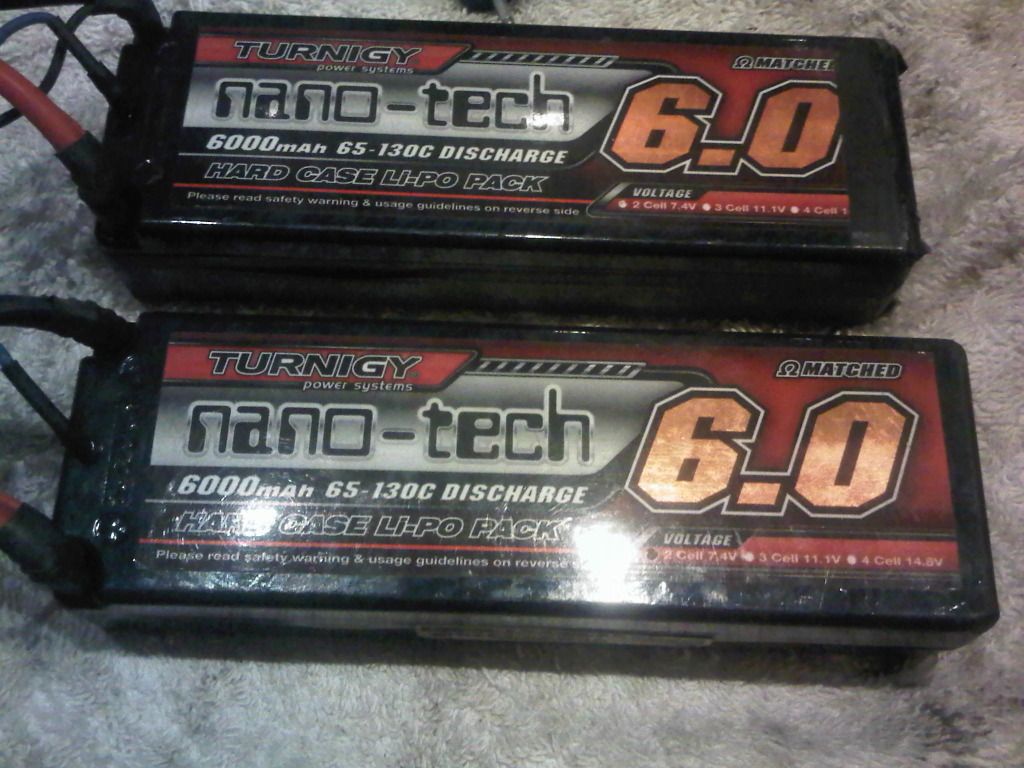 TURNIGY
power systems
Ω MATCHED
nano-tech
6.0
6000mAh 65-130C DISCHARGE
HARD CASE LI-PO PACK
VOLTAGE
Please read safety warning & usage guidelines on reverse side
2 Cell 7.4V 3 Cell 11.1V 4 Cell 1
TURNIGY
power systems
Ω MATCHED
nano-tech
6.0
6000mAh 65-130C DISCHARGE
HARD CASE LI-PO PACK
VOLTAGE
Please read safety warning & usage guidelines on reverse
2 Cell 7.4V 3 Cell 11.1V 4 Cell 14.8V